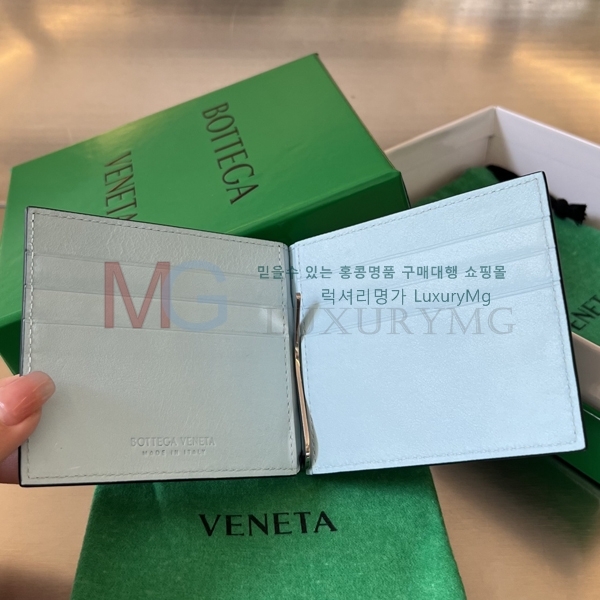 BOTTEGA
VENETA
MG
믿을수 있는 홍콩명품 구매대행 쇼핑몰
럭셔리명가 LuxuryMg
LUXURYMG
BOTTEGA VENETA
MADE IN ITALY
VENETA
VENETA